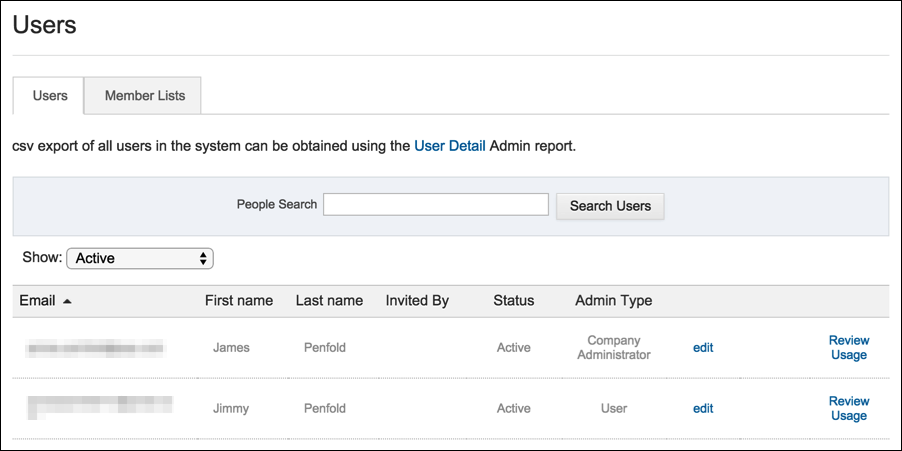 Users
Users Member Lists
csv export of all users in the system can be obtained using the User Detail Admin report.
People Search Search Users
Show: Active
Email First name Last name Invited By Status Admin Type
James Penfold Active Company Administrator edit Review Usage
Jimmy Penfold Active User edit Review Usage